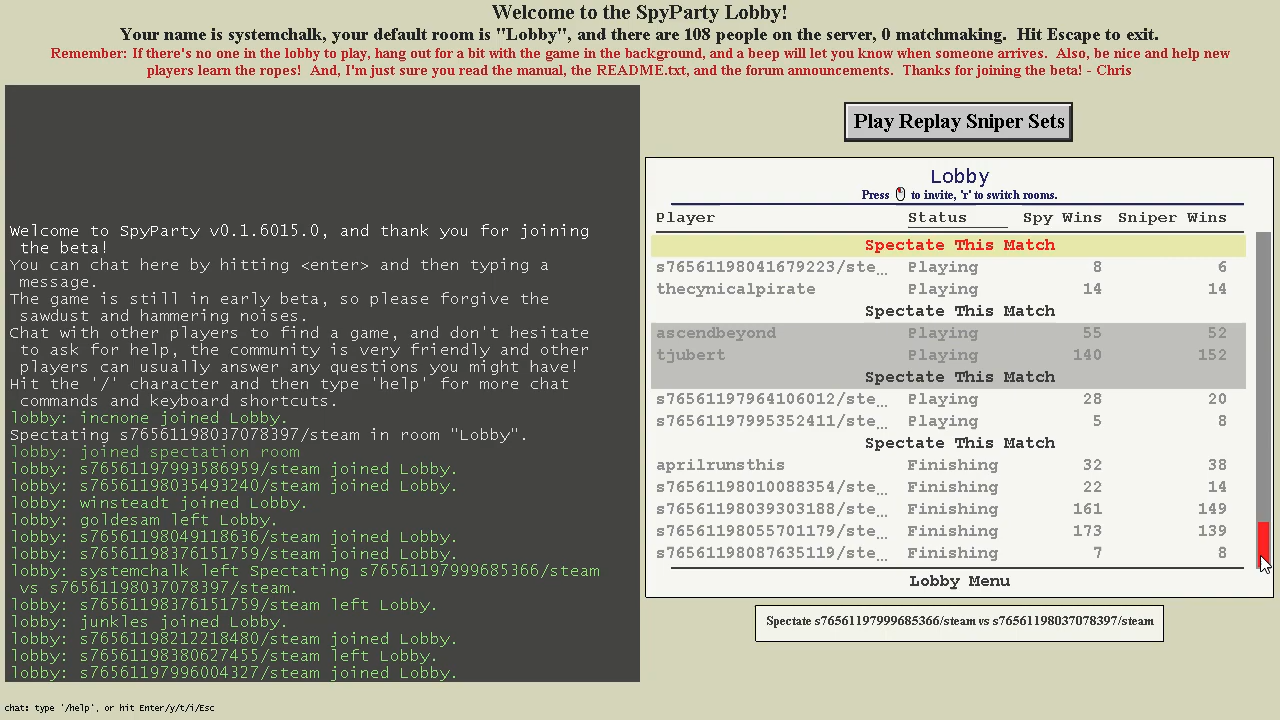 Welcome to the SpyParty Lobby!
Your name is systemchalk, your default room is "Lobby", and there are 108 people on the server, 0 matchmaking.  Hit Escape to exit.
Remember: If there's no one in the lobby to play, hang out for a bit with the game in the background, and a beep will let you know when someone arrives.  Also, be nice and help new
players learn the ropes!  And, I'm just sure you read the manual, the README.txt, and the forum announcements.  Thanks for joining the beta! - Chris
Welcome to SpyParty v0.1.6015.0, and thank you for joining
the beta!
You can chat here by hitting <enter> and then typing a
message.
The game is still in early beta, so please forgive the
sawdust and hammering noises.
Chat with other players to find a game, and don't hesitate
to ask for help, the community is very friendly and other
players can usually answer any questions you might have!
Hit the '/' character and then type 'help' for more chat
commands and keyboard shortcuts.
lobby: incnone joined Lobby.
Spectating s76561198037078397/steam in room "Lobby".
lobby: joined spectation room
lobby: s76561197993586959/steam joined Lobby.
lobby: s76561198035493240/steam joined Lobby.
lobby: winsteadt joined Lobby.
lobby: goldesam left Lobby.
lobby: s76561198049118636/steam joined Lobby.
lobby: s76561198376151759/steam joined Lobby.
lobby: systemchalk left Spectating s76561197999685366/steam
vs s76561198037078397/steam.
lobby: s76561198376151759/steam left Lobby.
lobby: junkles joined Lobby.
lobby: s76561198212218480/steam joined Lobby.
lobby: s76561198380627455/steam left Lobby.
lobby: s76561197996004327/steam joined Lobby.
chat: type '/help', or hit Enter/y/t/i/Esc
Play Replay Sniper Sets
Lobby
Press to invite, 'r' to switch rooms.
Player Status Spy Wins Sniper Wins
Spectate This Match
s76561198041679223/ste... Playing 8 6
thecynicalpirate Playing 14 14
Spectate This Match
ascendbeyond Playing 55 52
tjubert Playing 140 152
Spectate This Match
s76561197964106012/ste... Playing 28 20
s76561197995352411/ste... Playing 5 8
Spectate This Match
aprilrunsthis Finishing 32 38
s76561198010088354/ste... Finishing 22 14
s76561198039303188/ste... Finishing 161 149
s76561198055701179/ste... Finishing 173 139
s76561198087635119/ste... Finishing 7 8
Lobby Menu
Spectate s76561197999685366/steam vs s76561198037078397/steam